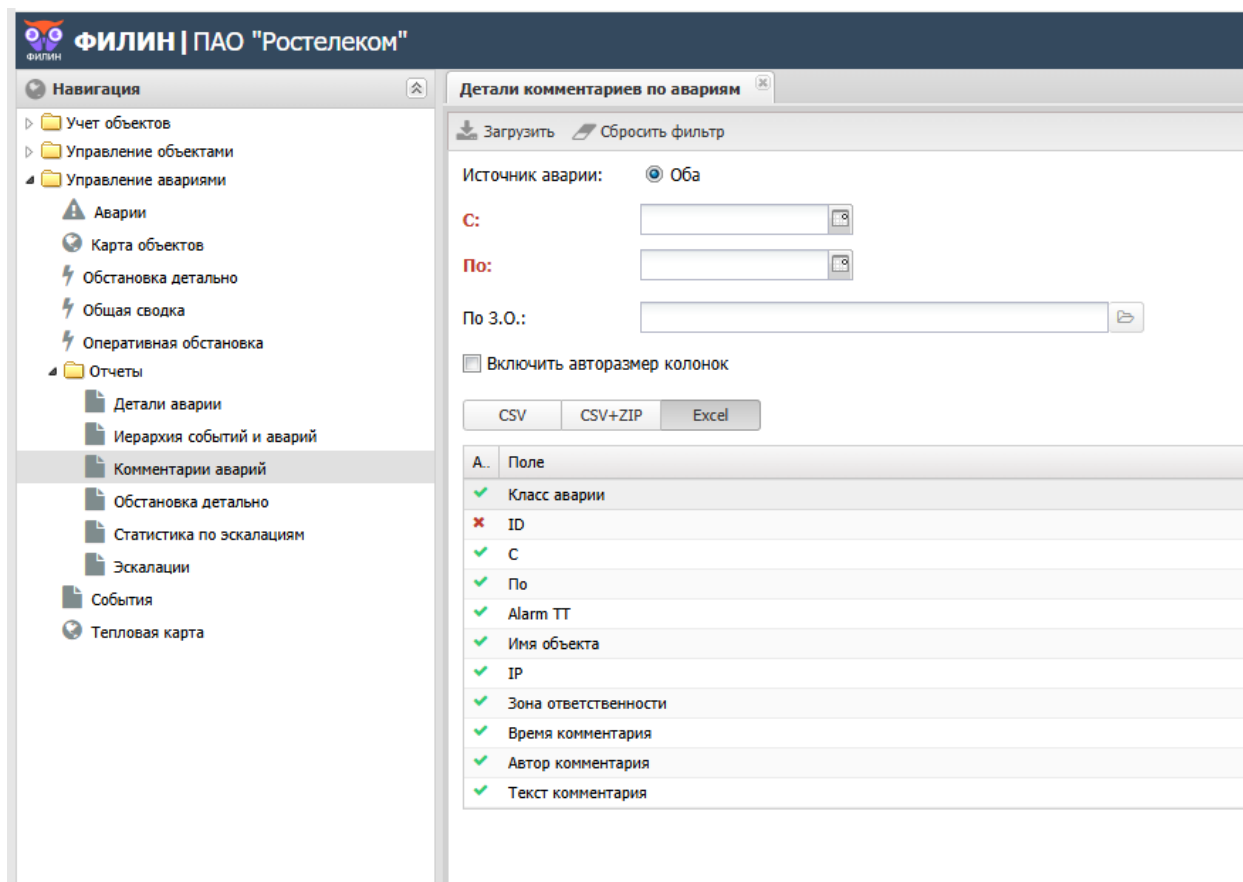 филин
ФИЛИН | ПАО "Ростелеком"
Навигация
Учет объектов
Управление объектами
Управление авариями
Аварии
Карта объектов
Обстановка детально
Общая сводка
Оперативная обстановка
Отчеты
Детали аварии
Иерархия событий и аварий
Комментарии аварий
Обстановка детально
Статистика по эскалациям
Эскалации
События
Тепловая карта
Детали комментариев по авариям
Загрузить Сбросить фильтр
Источник аварии: Оба
С:
По:
По З.О.:
Включить авторазмер колонок
CSV CSV+ZIP Excel
А.. Поле
Класс аварии
ID
С
По
Alarm TT
Имя объекта
IP
Зона ответственности
Время комментария
Автор комментария
Текст комментария